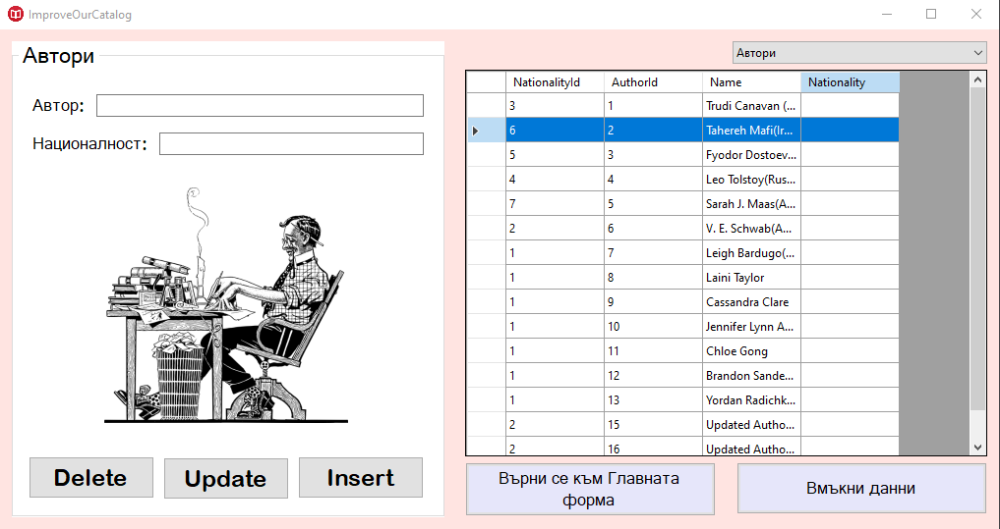 ImproveOurCatalog
Автори
Автор:
Националност:
Delete Update Insert
Автори
NationalityId AuthorId Name Nationality
3 1 Trudi Canavan (...
6 2 Tahereh Mafi(Ir...
5 3 Fyodor Dostoev...
4 4 Leo Tolstoy(Rus...
7 5 Sarah J. Maas(A...
2 6 V. E. Schwab(A...
1 7 Leigh Bardugo(...
1 8 Laini Taylor
1 9 Cassandra Clare
1 10 Jennifer Lynn A...
1 11 Chloe Gong
1 12 Brandon Sande...
1 13 Yordan Radichk...
2 15 Updated Autho...
2 16 Updated Autho...
Върни се към Главната
форма
Вмъкни данни